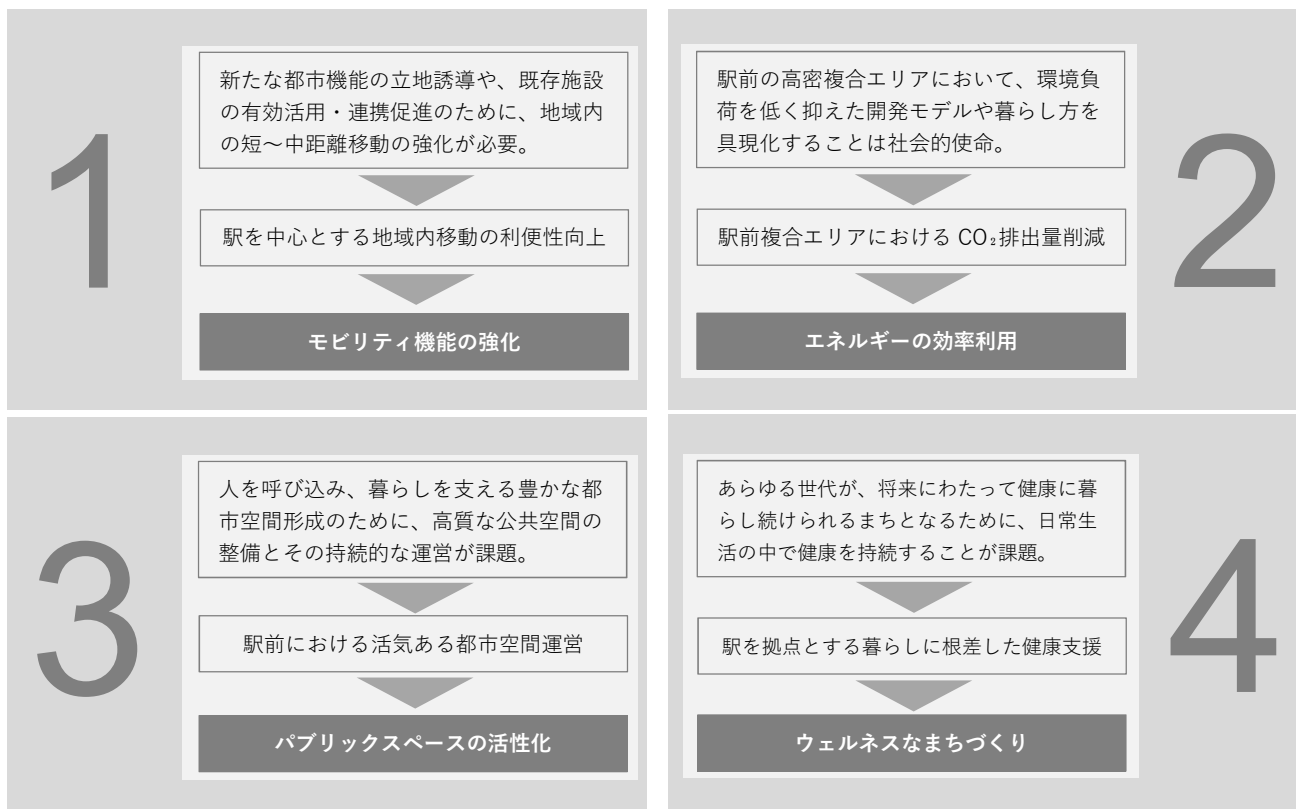 1
新たな都市機能の立地誘導や、既存施設
の有効活用・連携促進のために、地域内
の短～中距離移動の強化が必要。
駅を中心とする地域内移動の利便性向上
モビリティ機能の強化
2
駅前の高密複合エリアにおいて、環境負
荷を低く抑えた開発モデルや暮らし方を
具現化することは社会的使命。
駅前複合エリアにおける CO₂排出量削減
エネルギーの効率利用
3
人を呼び込み、暮らしを支える豊かな都
市空間形成のために、高質な公共空間の
整備とその持続的な運営が課題。
駅前における活気ある都市空間運営
パブリックスペースの活性化
4
あらゆる世代が、将来にわたって健康に暮
らし続けられるまちとなるために、日常生
活の中で健康を持続することが課題。
駅を拠点とする暮らしに根差した健康支援
ウェルネスなまちづくり